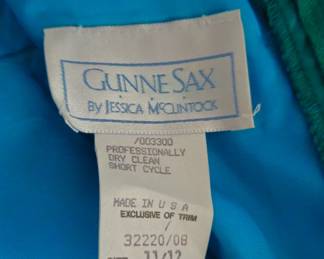 GUNNE SAX
BY JESSICA MCCLINTOCK
/003300
PROFESSIONALLY
DRY CLEAN
SHORT CYCLE
MADE IN U S A
EXCLUSIVE OF TRIM
32220/08
11/12